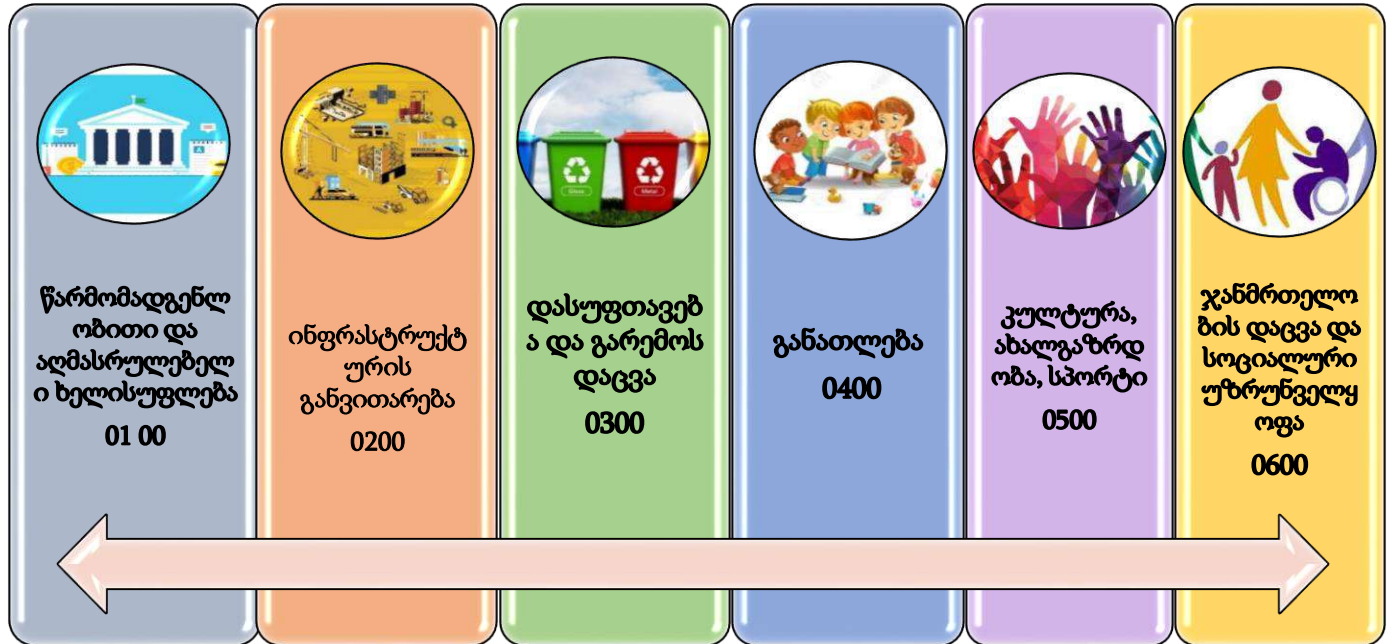 წარმომადგენლ
ობითი და
აღმასრულებელ
ი ხელისუფლება
01 00
ინფრასტრუქტ
ურის
განვითარება
0200
დასუფთავებ
ა და გარემოს
დაცვა
0300
განათლება
0400
კულტურა,
ახალგაზრდ
ობა, სპორტი
0500
ჯანმრთელო
ბის დაცვა და
სოციალური
უზრუნველყ
ოფა
0600